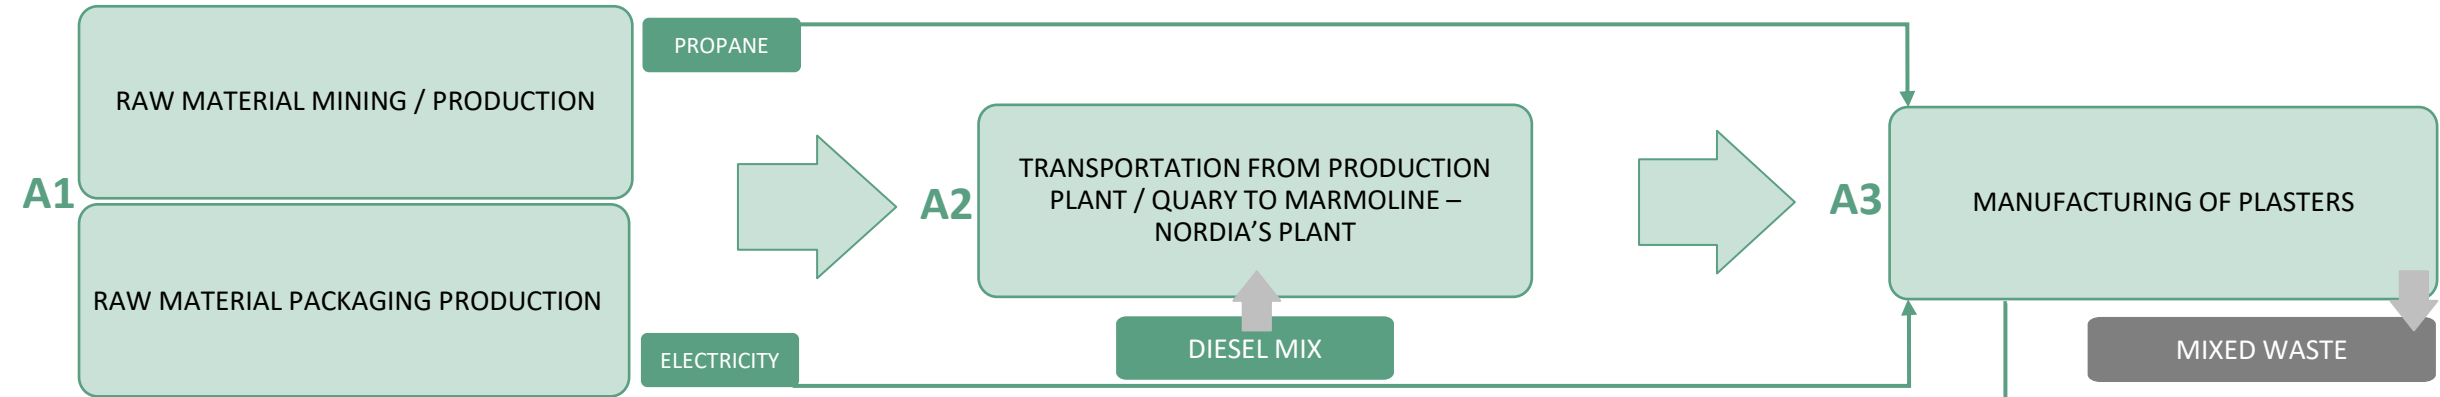 A1
RAW MATERIAL MINING / PRODUCTION
RAW MATERIAL PACKAGING PRODUCTION
PROPANE
ELECTRICITY
A2
TRANSPORTATION FROM PRODUCTION
PLANT / QUARY TO MARMOLINE –
NORDIA’S PLANT
DIESEL MIX
A3
MANUFACTURING OF PLASTERS
MIXED WASTE